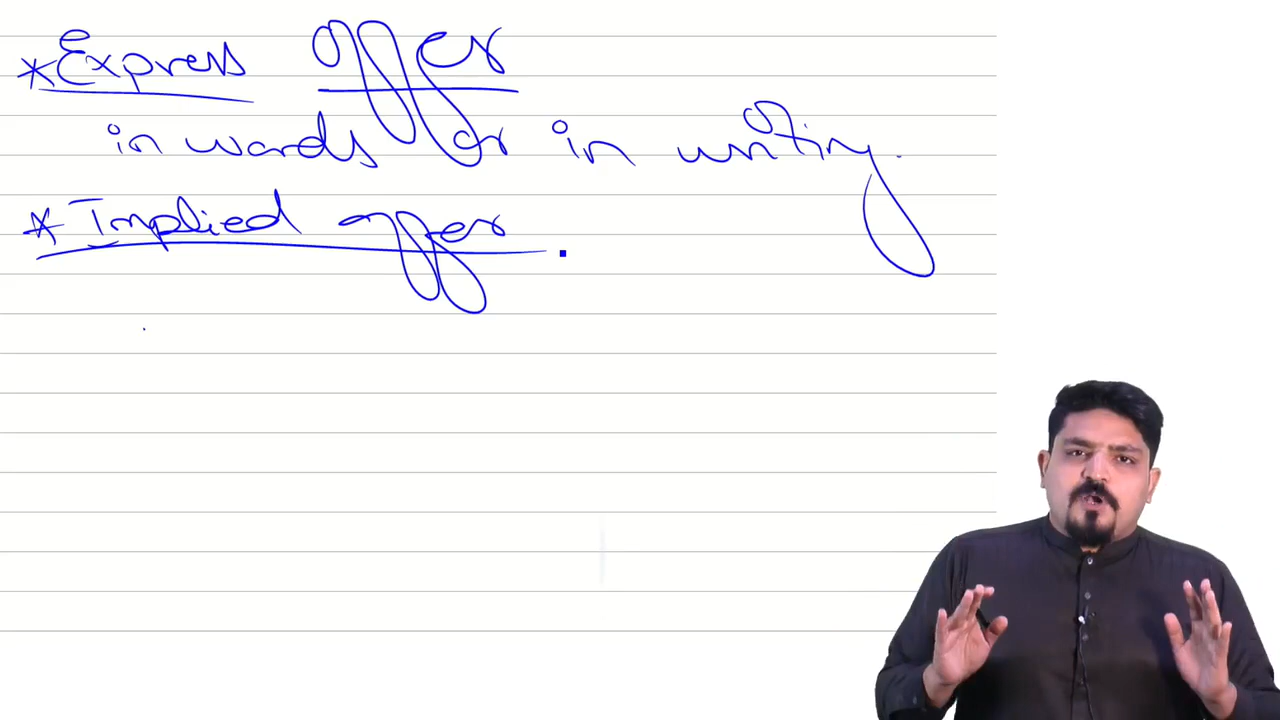 *Express offer
in words or in writing.
*Implied offer